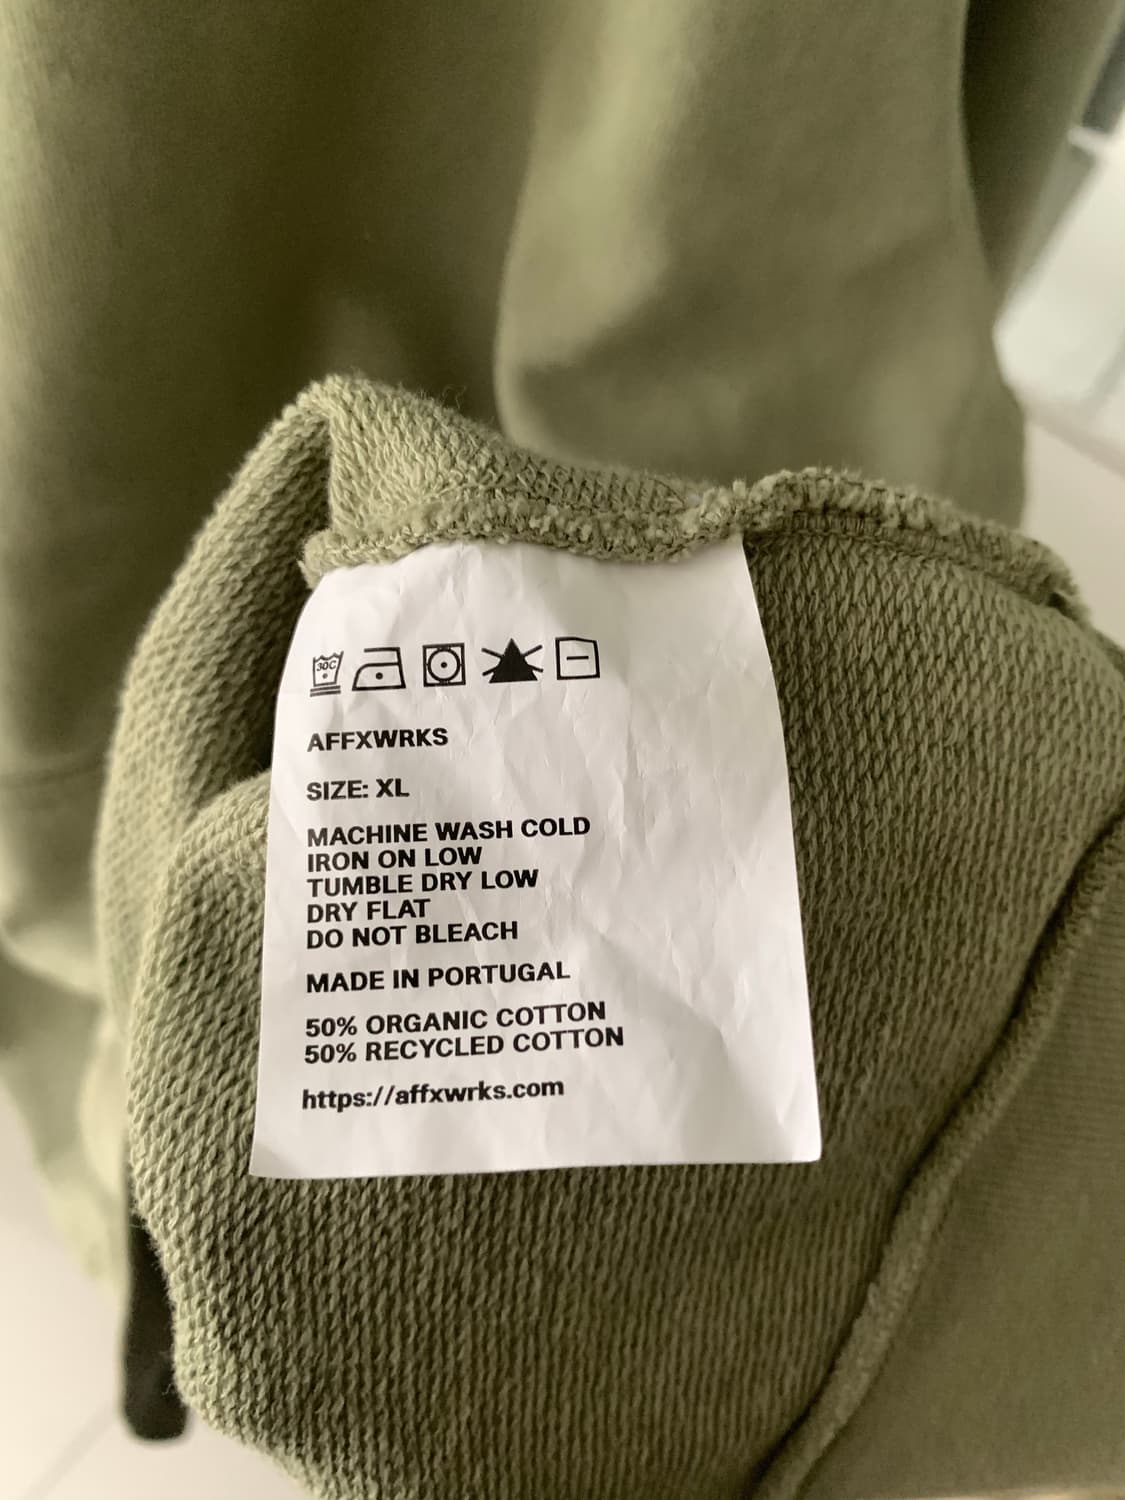 30C
AFFXWRKS
SIZE: XL
MACHINE WASH COLD
IRON ON LOW
TUMBLE DRY LOW
DRY FLAT
DO NOT BLEACH
MADE IN PORTUGAL
50% ORGANIC COTTON
50% RECYCLED COTTON
https://affxwrks.com